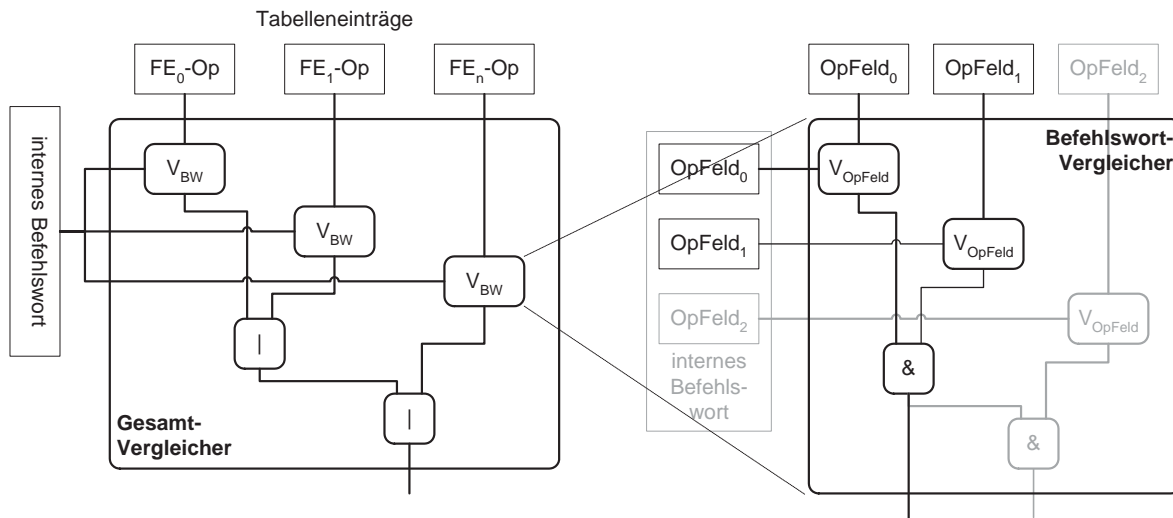 Tabelleneinträge
FE0-Op
FE1-Op
FEn-Op
internes Befehlswort
VBW
VBW
VBW
|
|
Gesamt-
Vergleicher
OpFeld0
OpFeld1
OpFeld2
Befehlswort-
Vergleicher
OpFeld0
VOpFeld
OpFeld1
VOpFeld
OpFeld2
VOpFeld
internes
Befehls-
wort
&
&